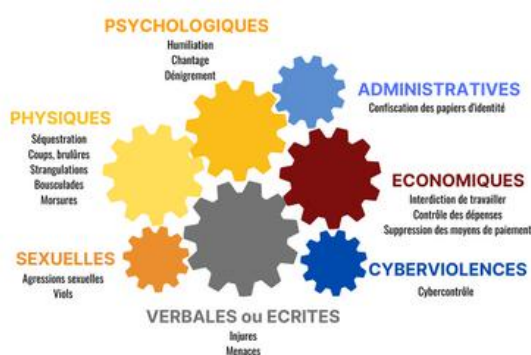 PSYCHOLOGIQUES
Humiliation
Chantage
Dénigrement
ADMINISTRATIVES
Confiscation des papiers d'identité
PHYSIQUES
Séquestration
Coups, brulûres
Strangulations
Bousculades
Morsures
ECONOMIQUES
Interdiction de travailler
Contrôle des dépenses
Suppression des moyens de paiement
SEXUELLES
Agressions sexuelles
Viols
CYBERVIOLENCES
Cybercontrôle
VERBALES ou ECRITES
Injures
Menaces